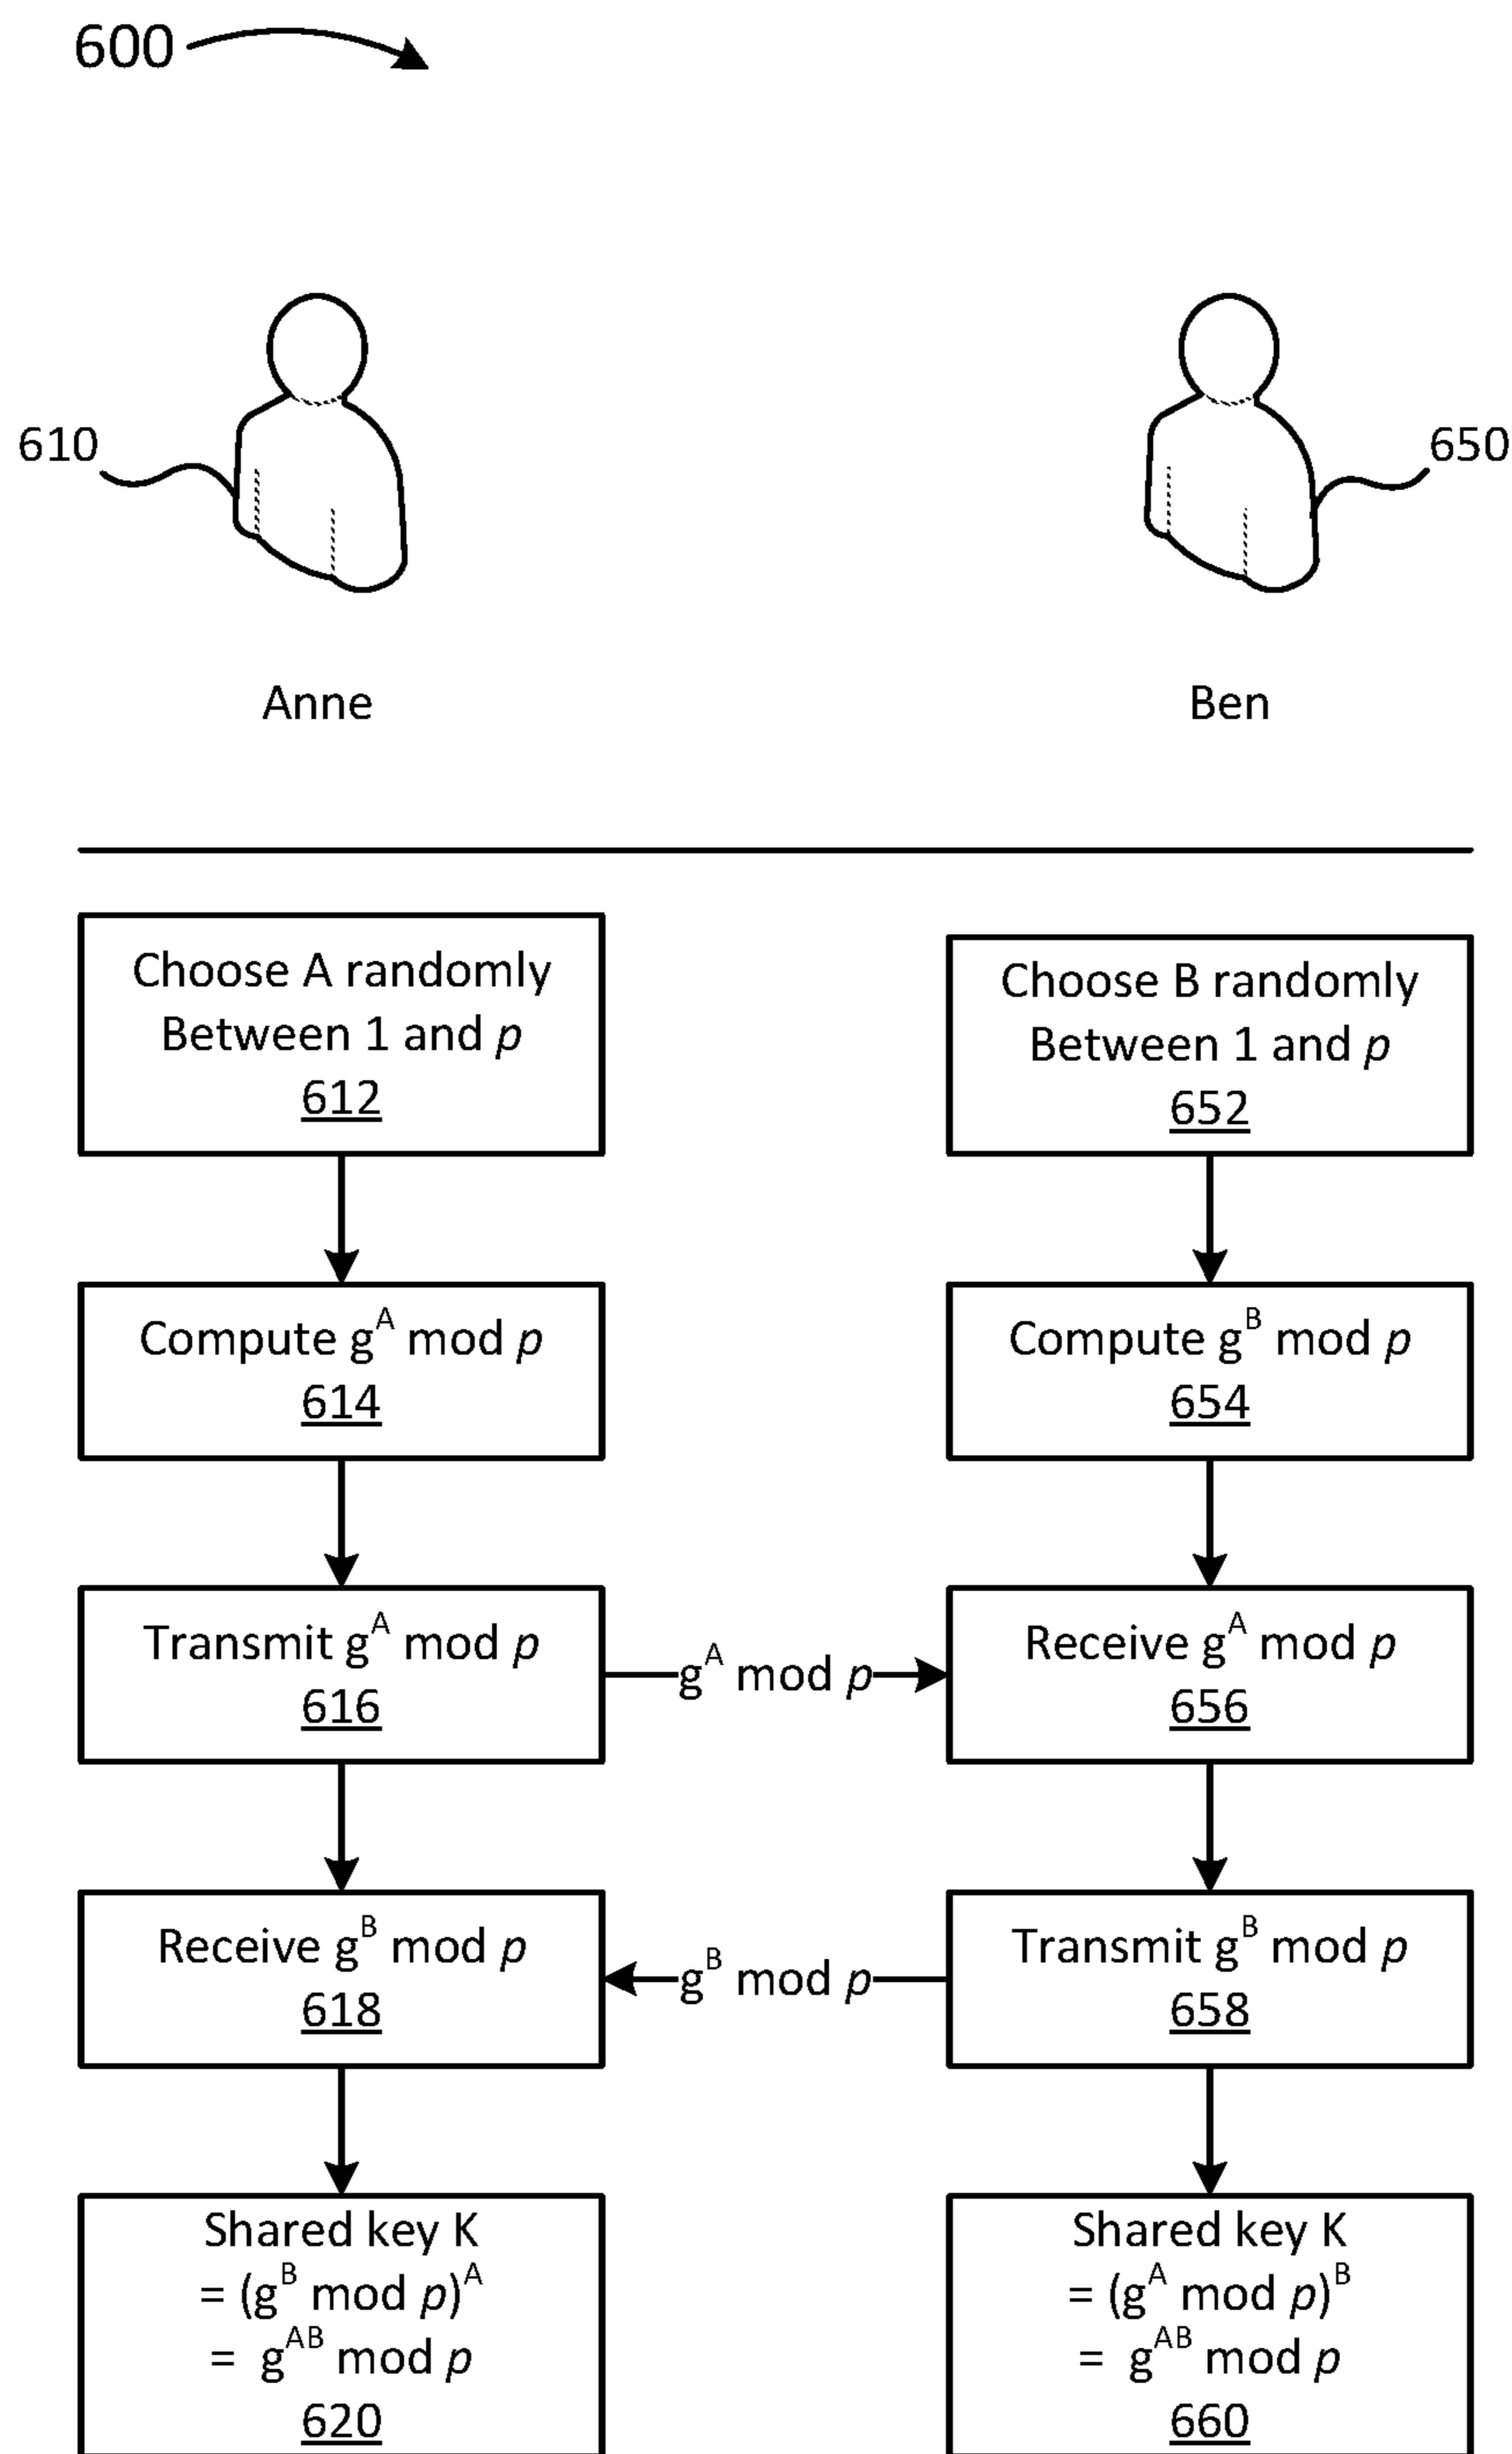 600
610
650
Anne
Ben
Choose A randomly
Between 1 and p
612
Choose B randomly
Between 1 and p
652
Compute g^A mod p
614
Compute g^B mod p
654
Transmit g^A mod p
616
g^A mod p
Receive g^A mod p
656
Receive g^B mod p
618
g^B mod p
Transmit g^B mod p
658
Shared key K
= (g^B mod p)^A
= g^AB mod p
620
Shared key K
= (g^A mod p)^B
= g^AB mod p
660